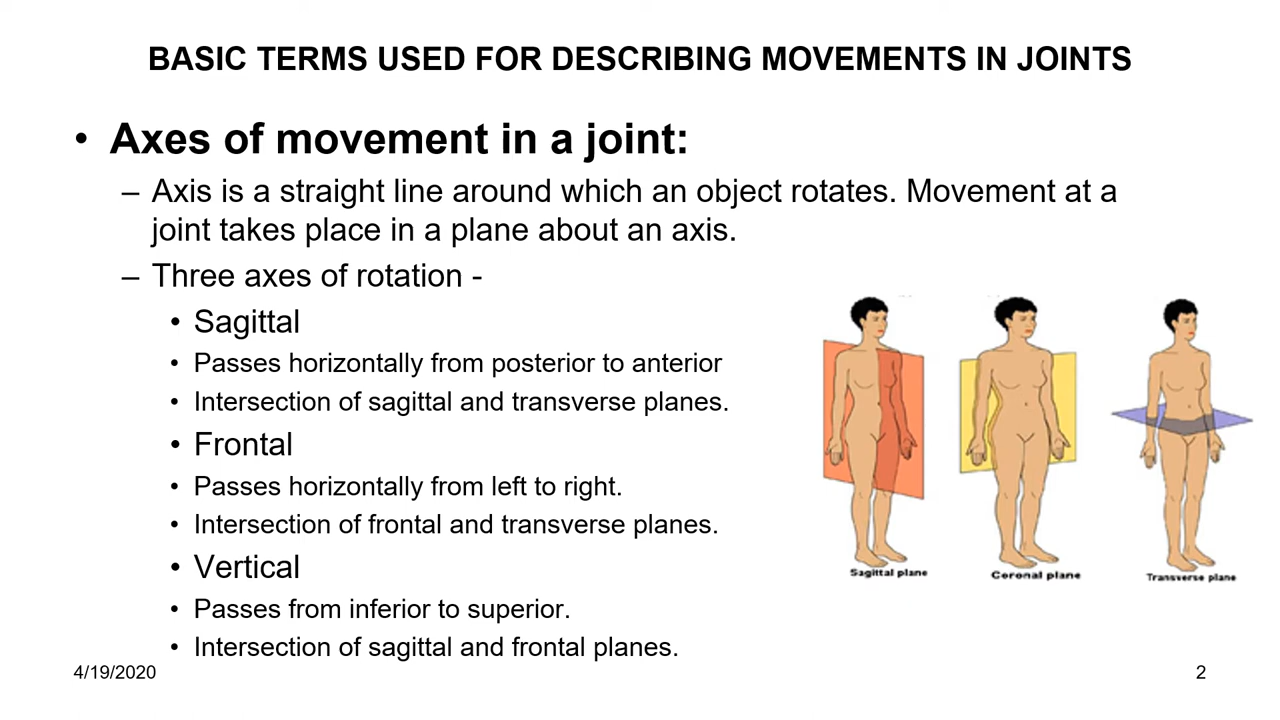 BASIC TERMS USED FOR DESCRIBING MOVEMENTS IN JOINTS
• Axes of movement in a joint:
– Axis is a straight line around which an object rotates. Movement at a
joint takes place in a plane about an axis.
– Three axes of rotation -
• Sagittal
• Passes horizontally from posterior to anterior
• Intersection of sagittal and transverse planes.
• Frontal
• Passes horizontally from left to right.
• Intersection of frontal and transverse planes.
• Vertical
• Passes from inferior to superior.
• Intersection of sagittal and frontal planes.
Sagittal plane
Coronal plane
Transverse plane
4/19/2020
2